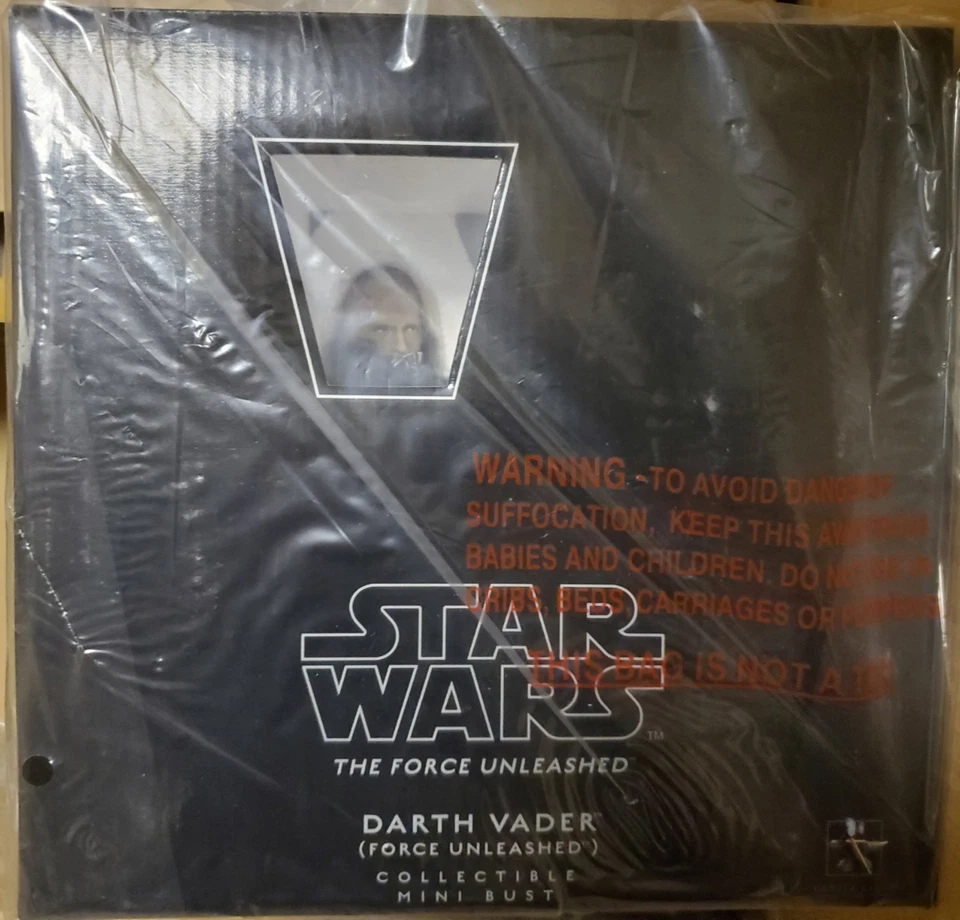 WARNING - TO AVOID
SUFFOCATION, KEEP THIS
BABIES AND CHILDREN. DO
CRIBS, BEDS, CARRIAGES OR
THIS BAG IS NOT A
STAR
WARS
TM
THE FORCE UNLEASHED
DARTH VADER
(FORCE UNLEASHED)
COLLECTIBLE
MINI BUST